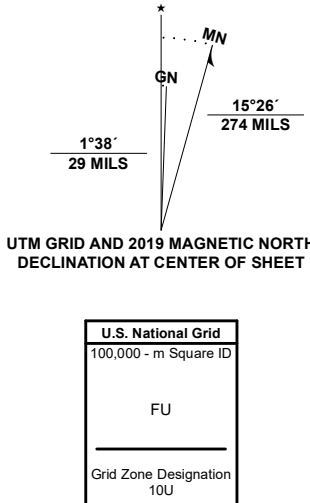 ★
MN
GN
15°26´
274 MILS
1°38´
29 MILS
UTM GRID AND 2019 MAGNETIC NORTH
DECLINATION AT CENTER OF SHEET
U.S. National Grid
100,000 - m Square ID
FU
Grid Zone Designation
10U